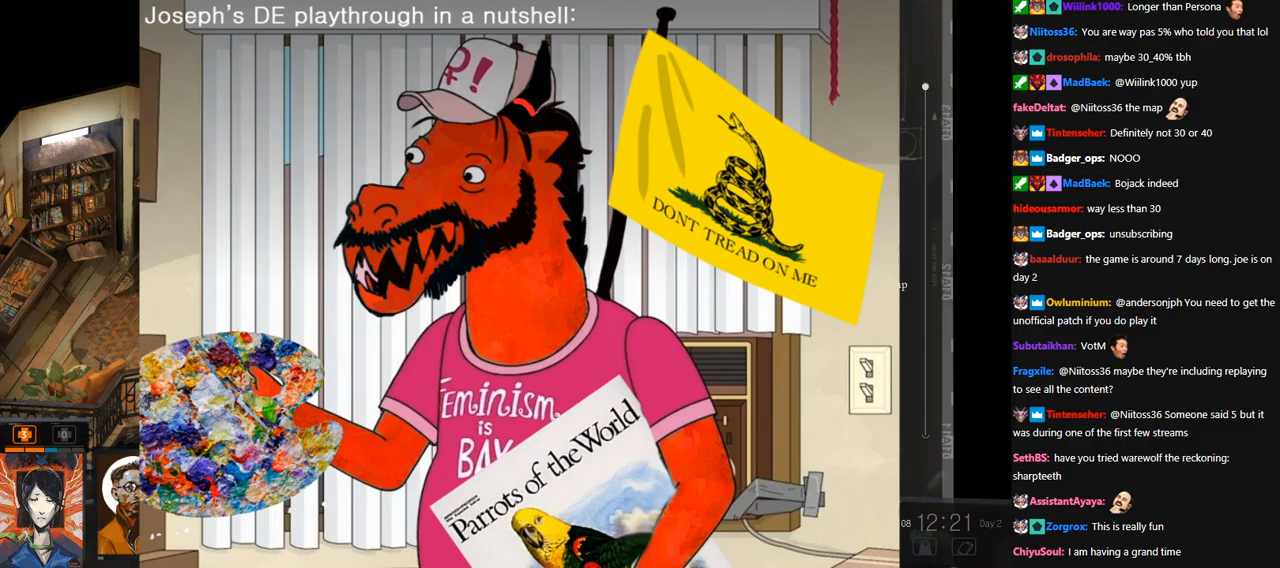 Joseph's DE playthrough in a nutshell:
?!
DONT TREAD ON ME
Feminism
is
BA
Parrots of the World
3
0
08 12:21 Day 2
Wiilink1000: Longer than Persona
Niitoss36: You are way pas 5% who told you that lol
drosophila: maybe 30_40% tbh
MadBaek: @Wiilink1000 yup
fakeDeltat: @Niitoss36 the map
Tintenseher: Definitely not 30 or 40
Badger_ops: NOOO
MadBaek: Bojack indeed
hideousarmor: way less than 30
Badger_ops: unsubscribing
baaalduur: the game is around 7 days long. joe is on
day 2
Owluminium: @andersonjph You need to get the
unofficial patch if you do play it
Subutaikhan: VotM
Fragxile: @Niitoss36 maybe they're including replaying
to see all the content?
Tintenseher: @Niitoss36 Someone said 5 but it
was during one of the first few streams
SethBS: have you tried warewolf the reckoning:
sharpteeth
AssistantAyaya:
Zorgrox: This is really fun
ChiyuSoul: I am having a grand time